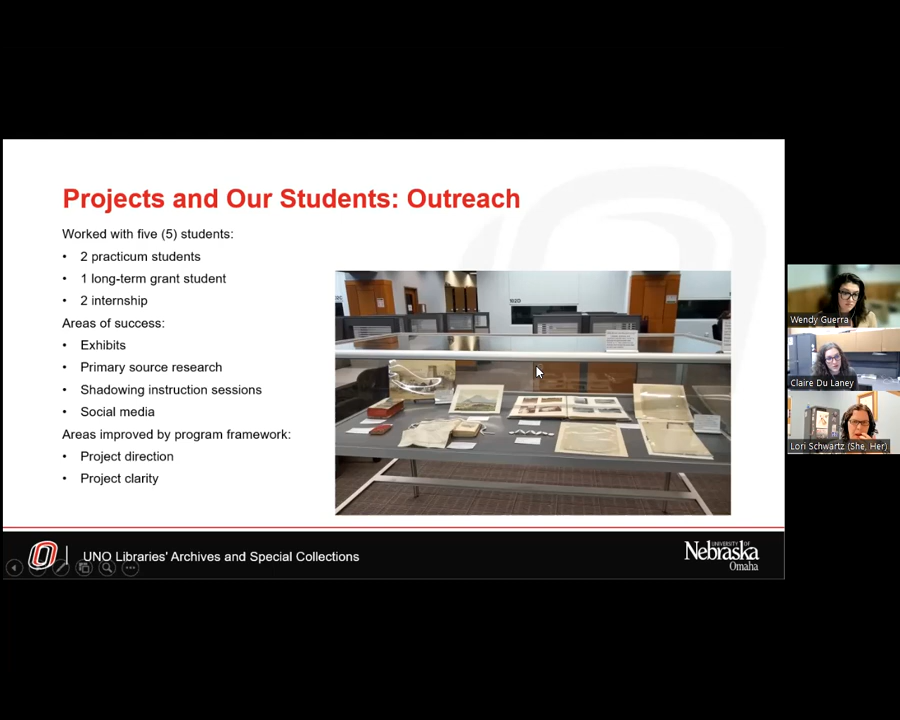 Projects and Our Students: Outreach
Worked with five (5) students:
• 2 practicum students
• 1 long-term grant student
• 2 internship
Areas of success:
• Exhibits
• Primary source research
• Shadowing instruction sessions
• Social media
Areas improved by program framework:
• Project direction
• Project clarity
102D
Wendy Guerra
Claire Du Laney
Lori Schwartz (She, Her)
UNO Libraries' Archives and Special Collections
UNIVERSITY OF
Nebraska
Omaha